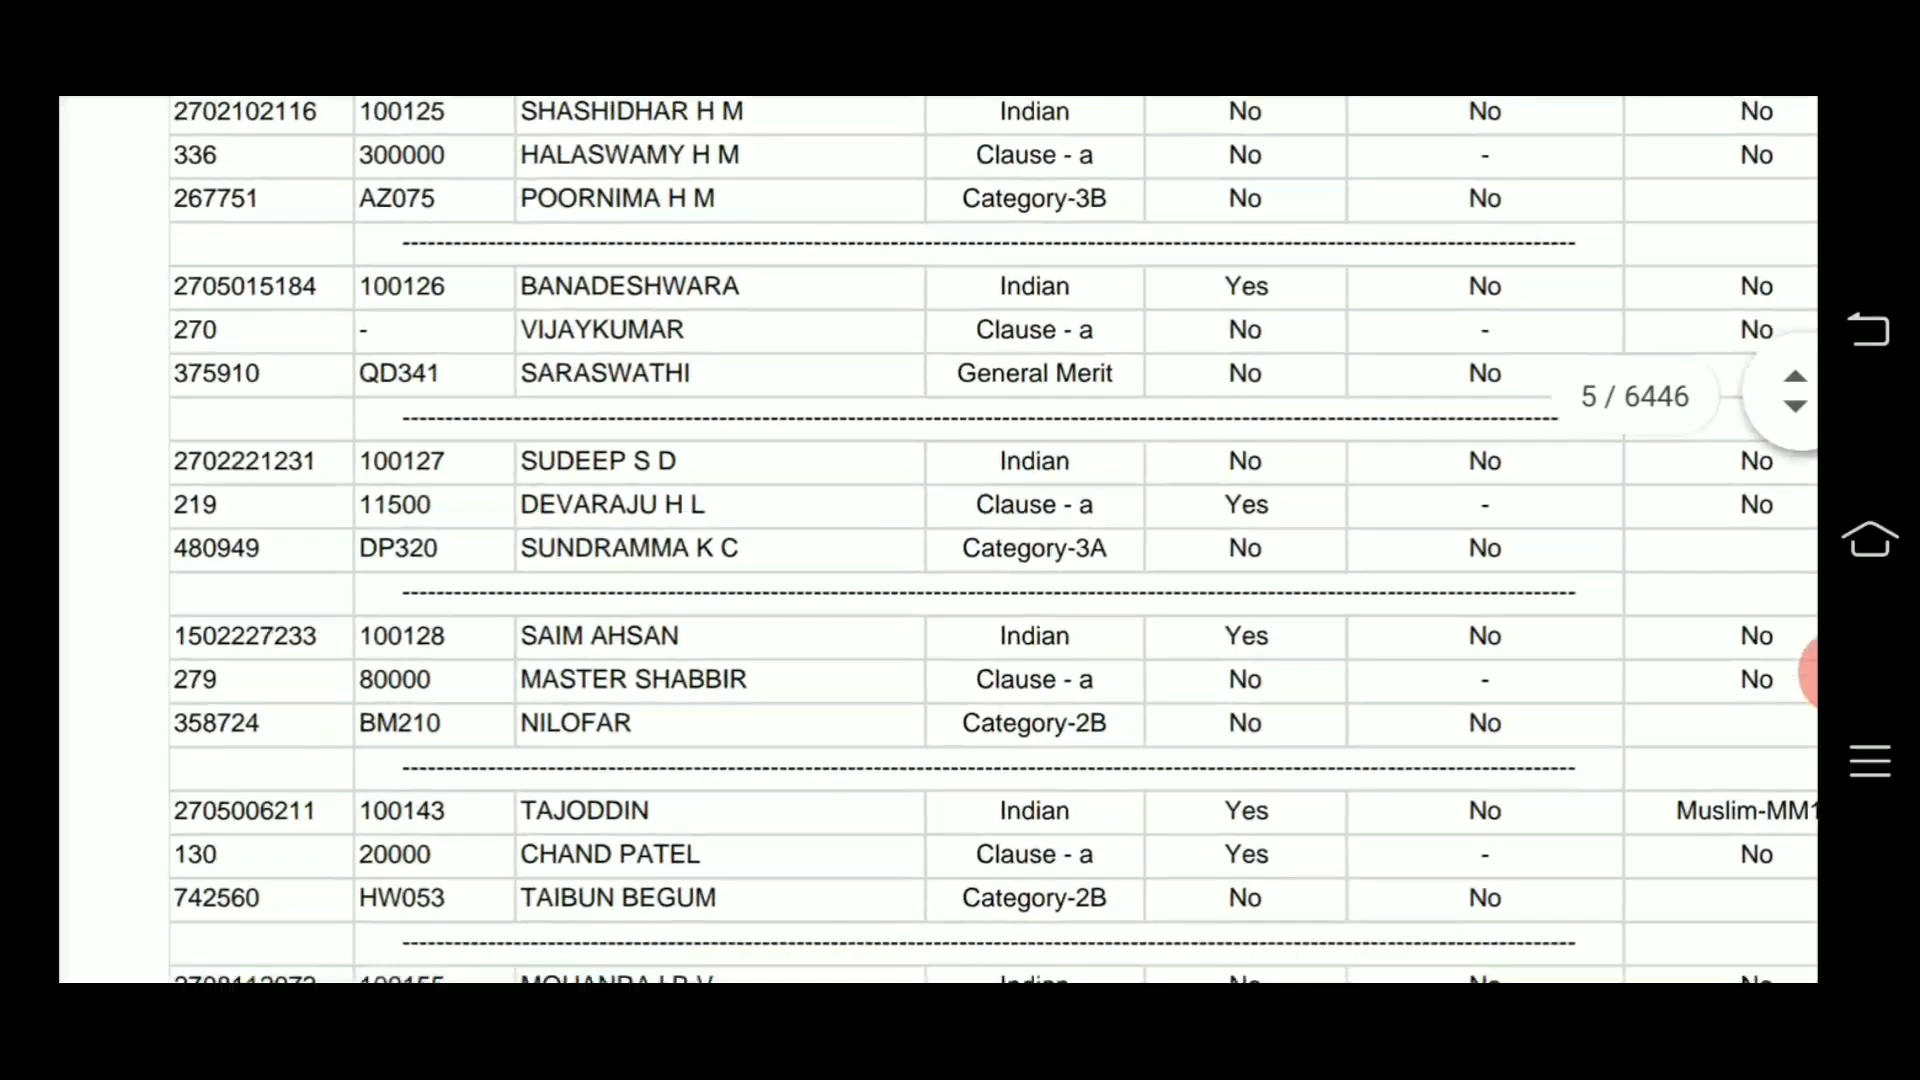 2702102116 100125 SHASHIDHAR H M Indian No No No
336 300000 HALASWAMY H M Clause - a No - No
267751 AZ075 POORNIMA H M Category-3B No No
--------------------------------------------------------------------------------
2705015184 100126 BANADESHWARA Indian Yes No No
270 - VIJAYKUMAR Clause - a No - No
375910 QD341 SARASWATHI General Merit No No
5 / 6446
--------------------------------------------------------------------------------
2702221231 100127 SUDEEP S D Indian No No No
219 11500 DEVARAJU H L Clause - a Yes - No
480949 DP320 SUNDRAMMA K C Category-3A No No
--------------------------------------------------------------------------------
1502227233 100128 SAIM AHSAN Indian Yes No No
279 80000 MASTER SHABBIR Clause - a No - No
358724 BM210 NILOFAR Category-2B No No
--------------------------------------------------------------------------------
2705006211 100143 TAJODDIN Indian Yes No Muslim-MM1
130 20000 CHAND PATEL Clause - a Yes - No
742560 HW053 TAIBUN BEGUM Category-2B No No
--------------------------------------------------------------------------------
Indian No No No